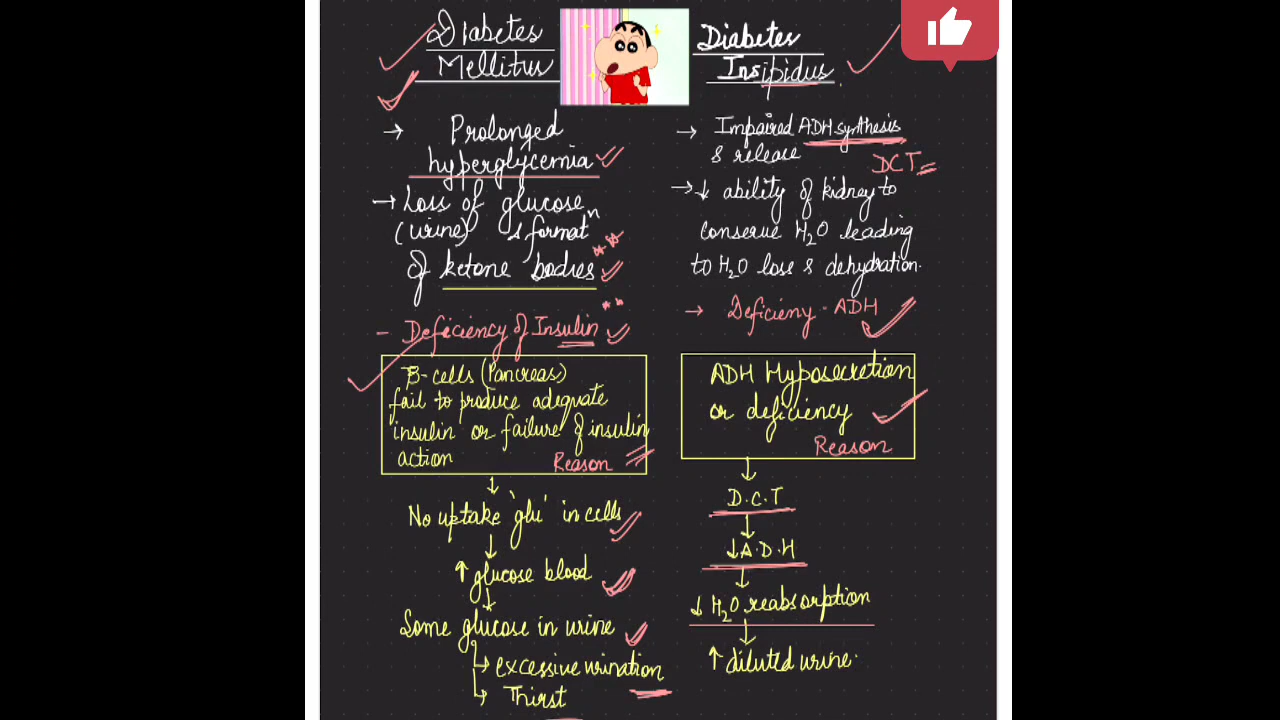 Diabetes
Mellitus
→ Prolonged
hyperglycemia
→ Loss of glucose
(urine) & formatⁿ
of ketone bodies
- Deficiency of Insulin
β-cells (Pancreas)
fail to produce adequate
insulin or failure of insulin
action
Reason
↓
No uptake 'glu' in cells
↓
↑ glucose blood
↓
Some glucose in urine
→ excessive urination
→ Thirst
Diabetes
Insipidus
→ Impaired ADH synthesis
& release
DCT
→ ↓ ability of kidney to
conserve H₂O leading
to H₂O loss & dehydration.
→ Deficieny - ADH
ADH Hyposecretion
or deficiency
Reason
↓
D.C.T
↓
↓ A.D.H
↓
↓ H₂O reabsorption
↓
↑ diluted urine.